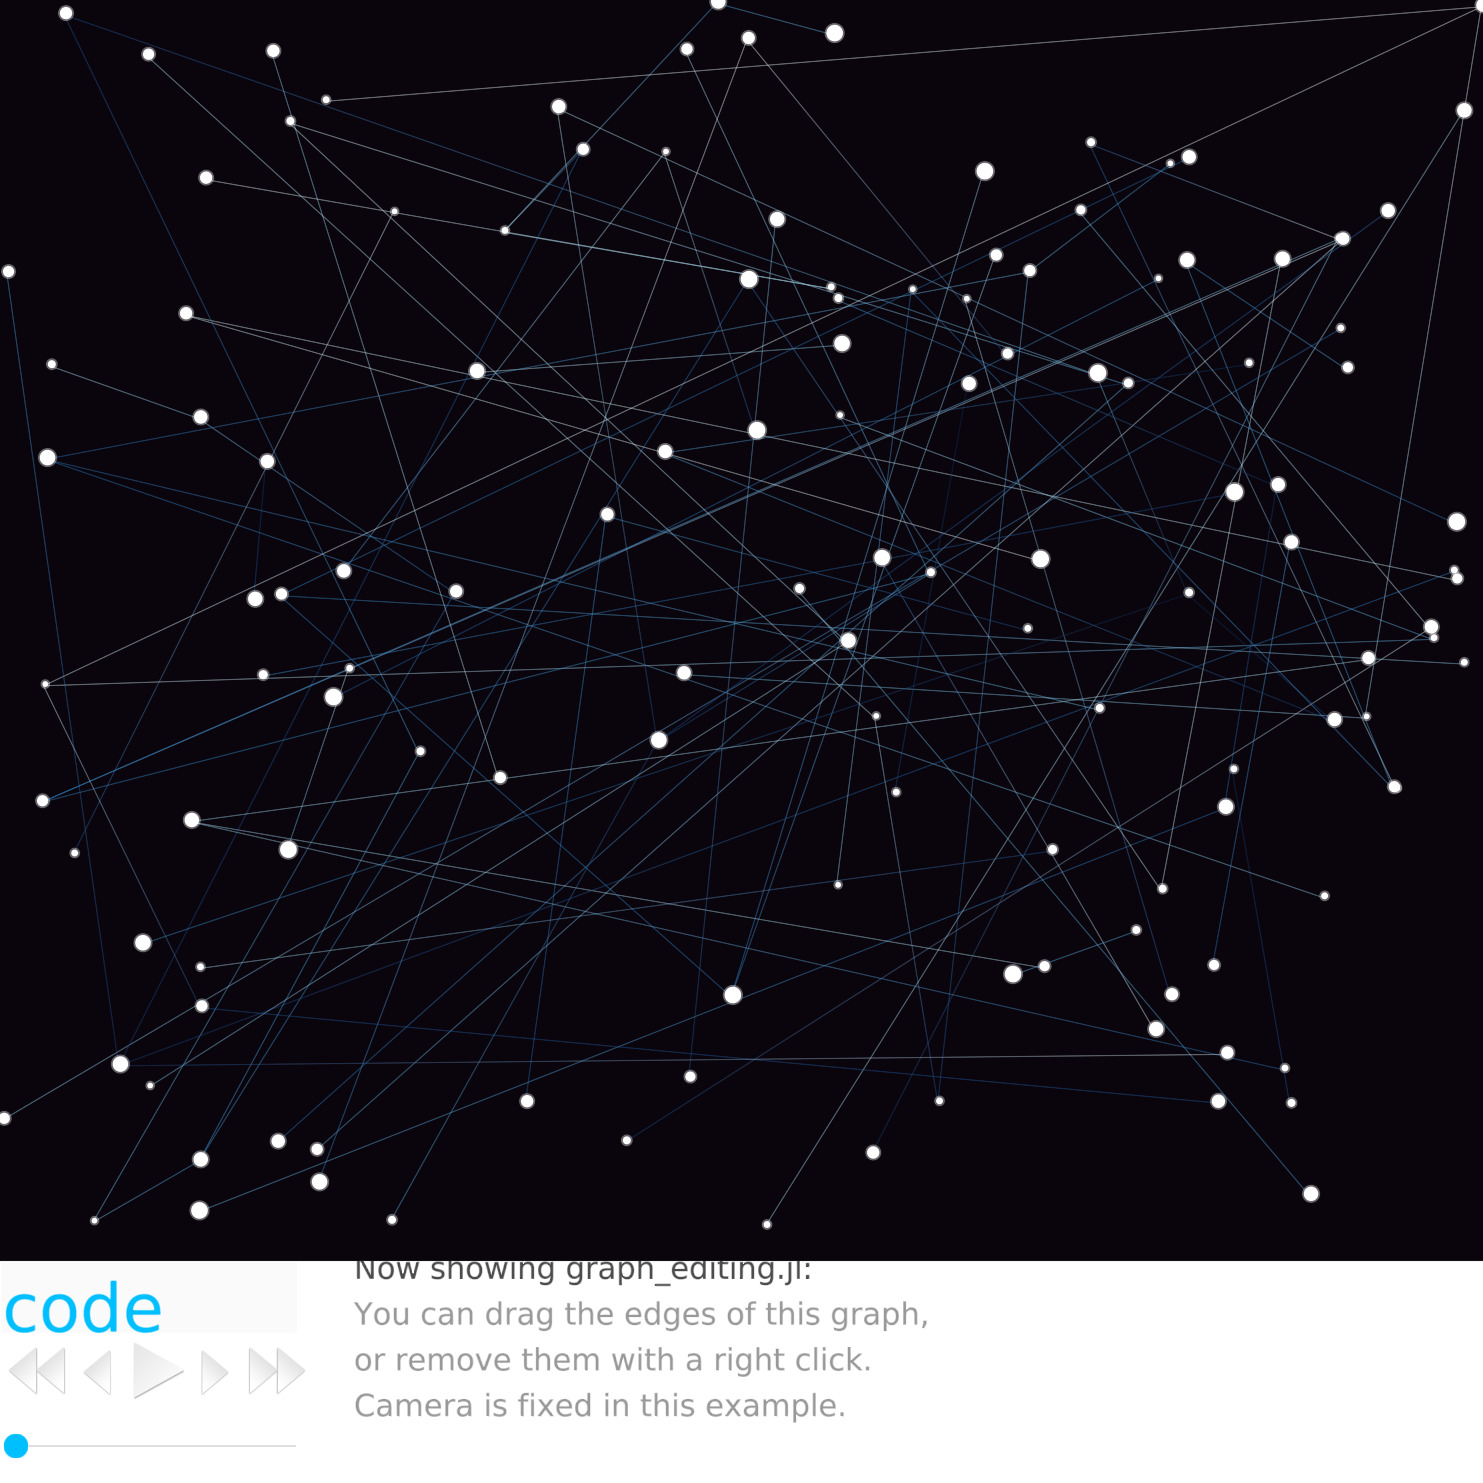 Now showing graph_editing.jl:
code
You can drag the edges of this graph,
or remove them with a right click.
Camera is fixed in this example.